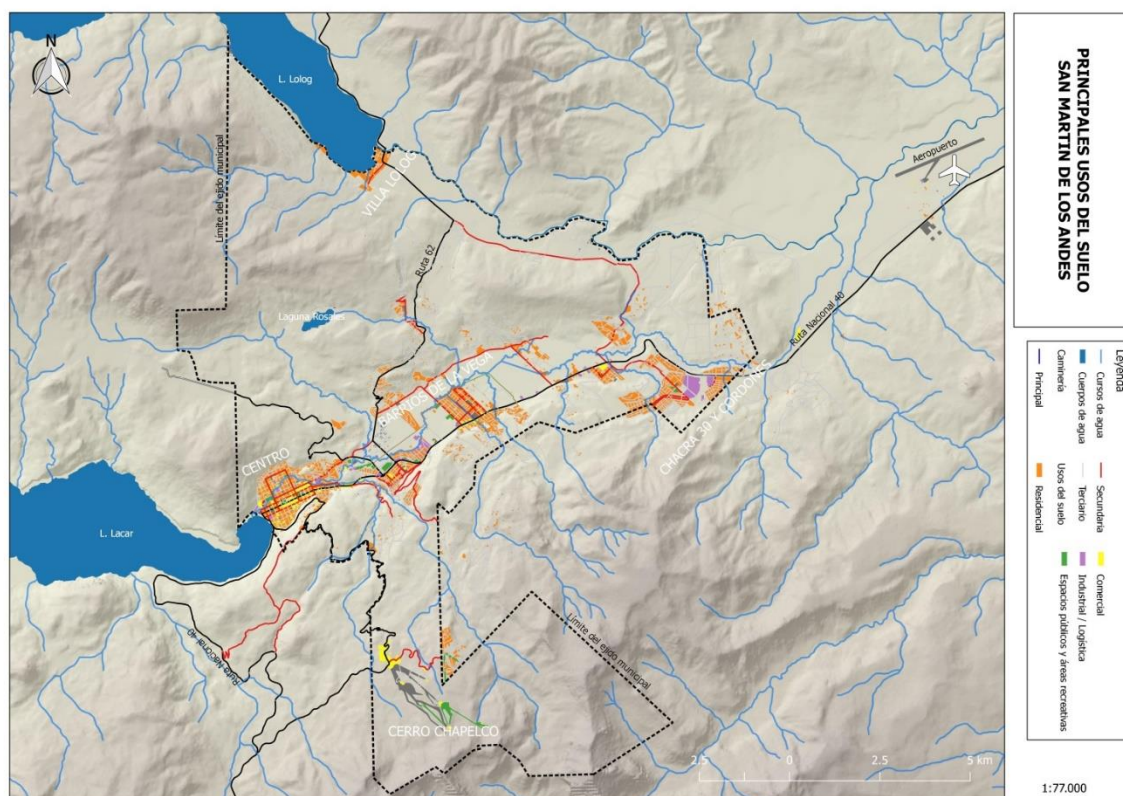 N
L. Lolog
Aeropuerto
VILLA LOLOG
Límite del ejido municipal
Ruta 62
Laguna Rosales
Ruta Nacional 40
BARRIOS DE LA VEGA
CHACRA 30 Y CORDONES
CENTRO
L. Lacar
Ruta Nacional 40
Límite del ejido municipal
CERRO CHAPELCO
2.5 0 2.5 5 km
PRINCIPALES USOS DEL SUELO
SAN MARTIN DE LOS ANDES
Leyenda
Cursos de agua
Cuerpos de agua
Caminería
Principal
Secundaria
Terciario
Usos del suelo
Residencial
Comercial
Industrial / Logística
Espacios públicos y áreas recreativas
1:77.000